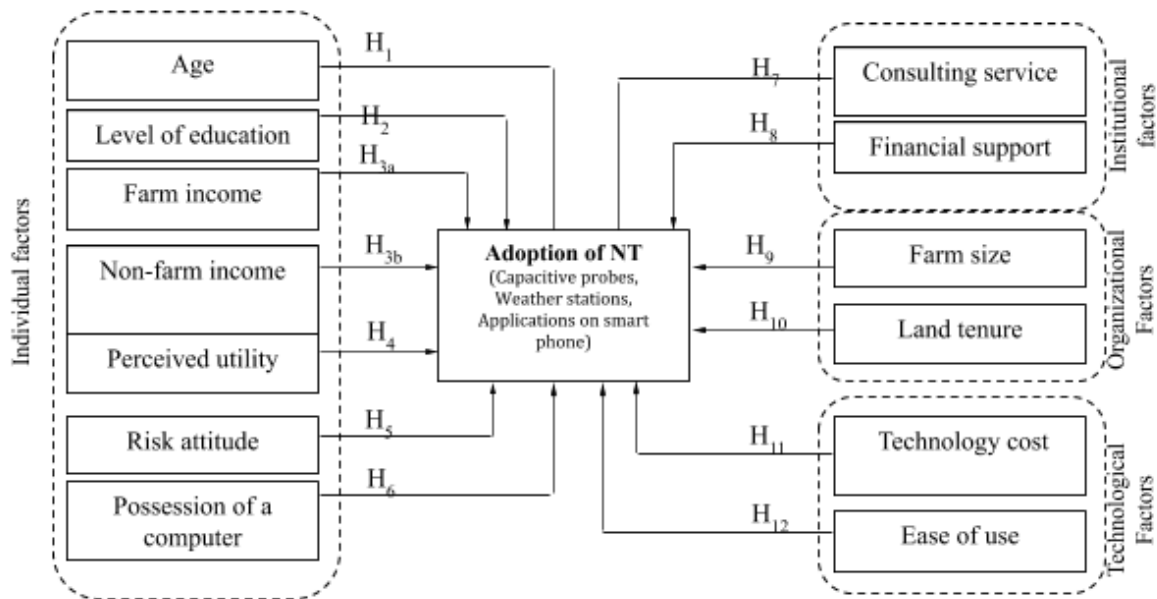 Individual factors
Age
Level of education
Farm income
Non-farm income
Perceived utility
Risk attitude
Possession of a
computer
H1
H2
H3a
H3b
H4
H5
H6
Adoption of NT
(Capacitive probes,
Weather stations,
Applications on smart
phone)
H7
H8
H9
H10
H11
H12
Consulting service
Financial support
Institutional
factors
Farm size
Land tenure
Organizational
Factors
Technology cost
Ease of use
Technological
Factors